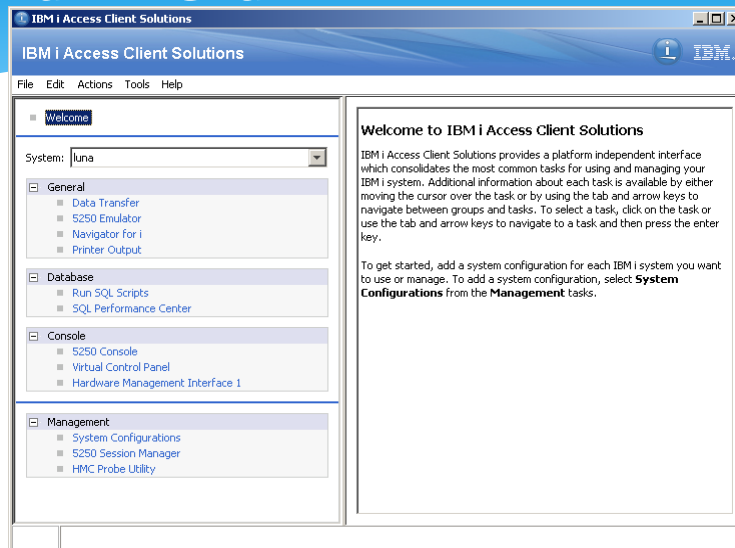 IBM i Access Client Solutions
IBM i Access Client Solutions
IBM.
File Edit Actions Tools Help
Welcome
System: luna
General
Data Transfer
5250 Emulator
Navigator for i
Printer Output
Database
Run SQL Scripts
SQL Performance Center
Console
5250 Console
Virtual Control Panel
Hardware Management Interface 1
Management
System Configurations
5250 Session Manager
HMC Probe Utility
Welcome to IBM i Access Client Solutions
IBM i Access Client Solutions provides a platform independent interface
which consolidates the most common tasks for using and managing your
IBM i system. Additional information about each task is available by either
moving the cursor over the task or by using the tab and arrow keys to
navigate between groups and tasks. To select a task, click on the task or
use the tab and arrow keys to navigate to a task and then press the enter
key.
To get started, add a system configuration for each IBM i system you want
to use or manage. To add a system configuration, select System
Configurations from the Management tasks.